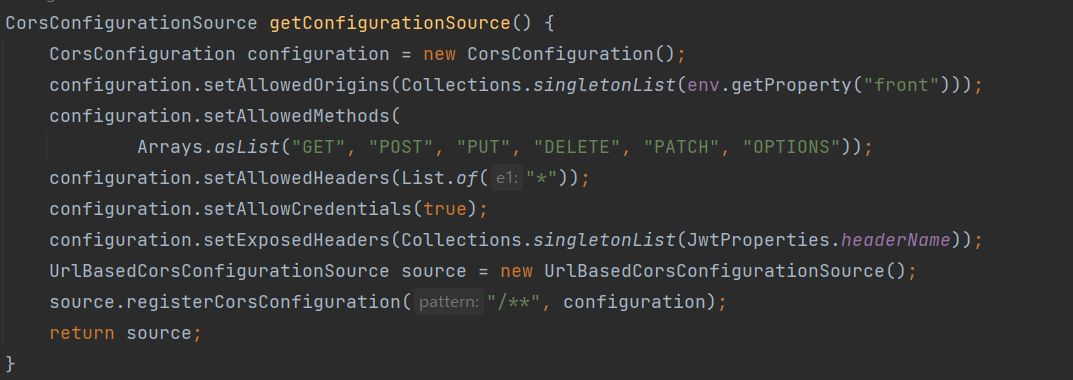 CorsConfigurationSource getConfigurationSource() {
    CorsConfiguration configuration = new CorsConfiguration();
    configuration.setAllowedOrigins(Collections.singletonList(env.getProperty("front")));
    configuration.setAllowedMethods(
            Arrays.asList("GET", "POST", "PUT", "DELETE", "PATCH", "OPTIONS"));
    configuration.setAllowedHeaders(List.of( e1: "*"));
    configuration.setAllowCredentials(true);
    configuration.setExposedHeaders(Collections.singletonList(JwtProperties.headerName));
    UrlBasedCorsConfigurationSource source = new UrlBasedCorsConfigurationSource();
    source.registerCorsConfiguration( pattern: "/**", configuration);
    return source;
}